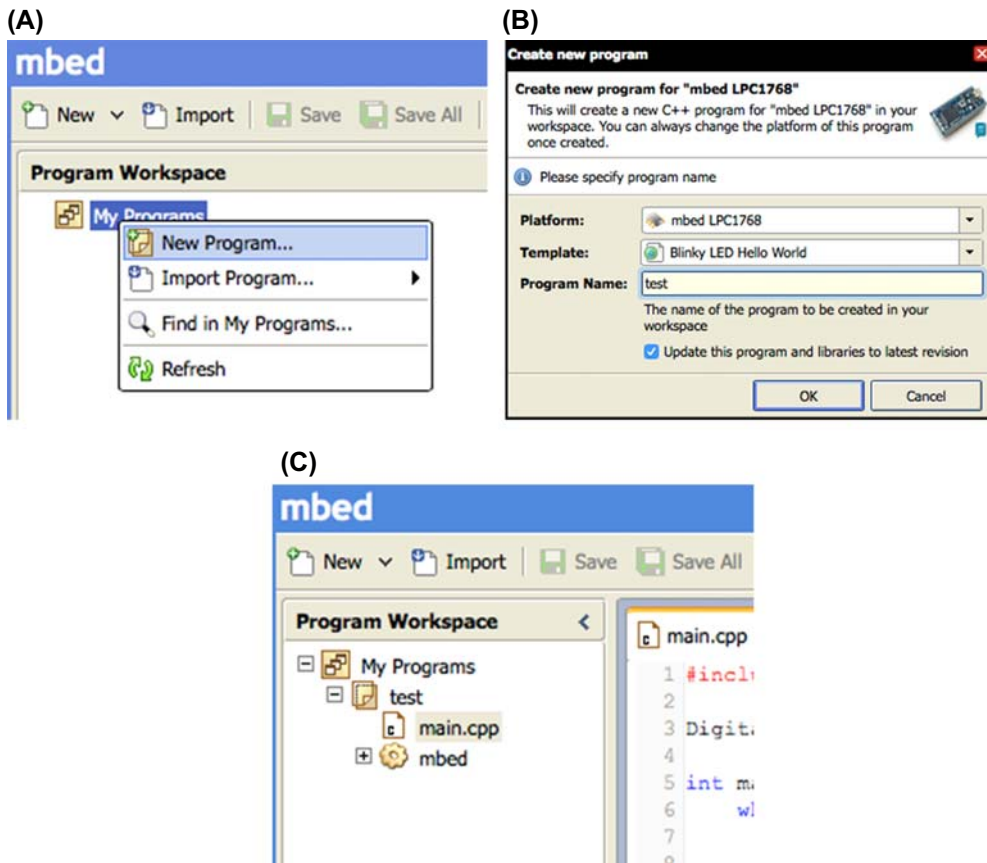 (A)
mbed
New Import Save Save All
Program Workspace
My Programs
New Program...
Import Program...
Find in My Programs...
Refresh
(B)
Create new program
Create new program for "mbed LPC1768"
This will create a new C++ program for "mbed LPC1768" in your
workspace. You can always change the platform of this program
once created.
Please specify program name
Platform: mbed LPC1768
Template: Blinky LED Hello World
Program Name: test
The name of the program to be created in your
workspace
Update this program and libraries to latest revision
OK Cancel
(C)
mbed
New Import Save Save All
Program Workspace
My Programs
test
main.cpp
mbed
main.cpp
1 #inclu
2
3 Digita
4
5 int ma
6 wh
7